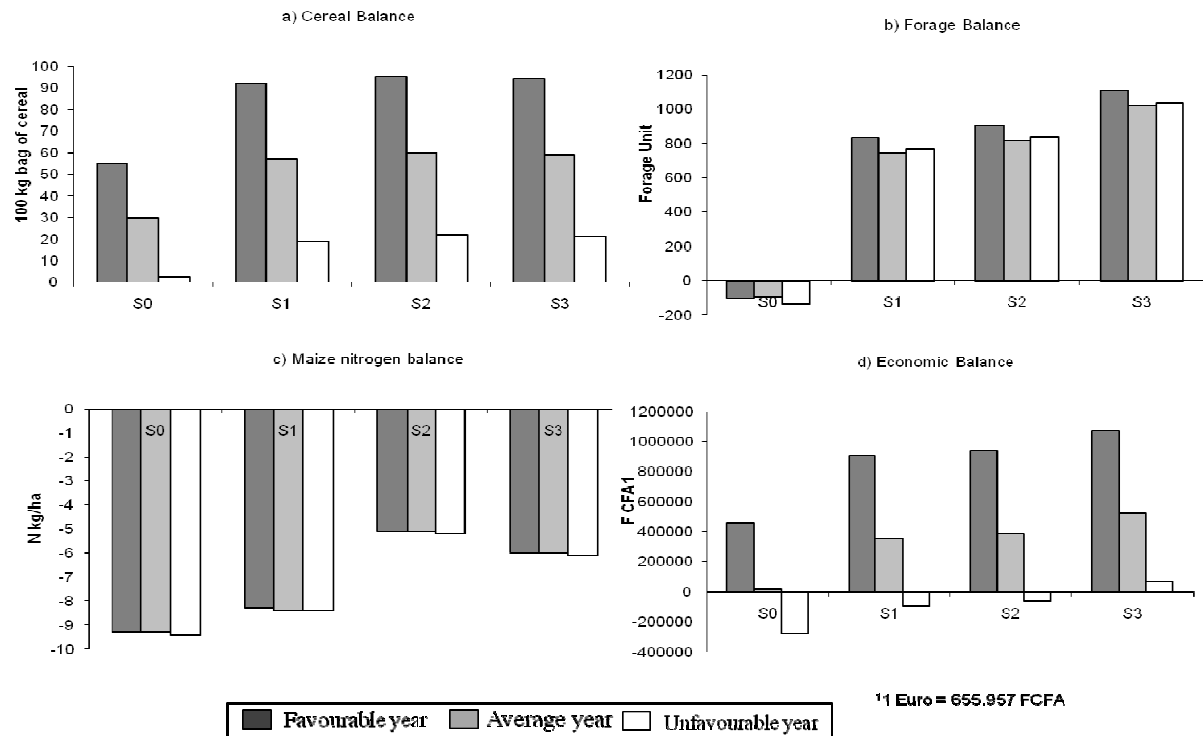 a) Cereal Balance
100 kg bag of cereal
100
90
80
70
60
50
40
30
20
10
0
S0
S1
S2
S3
b) Forage Balance
Forage Unit
1200
1000
800
600
400
200
0
-200
S0
S1
S2
S3
c) Maize nitrogen balance
N kg/ha
0
-1
-2
-3
-4
-5
-6
-7
-8
-9
-10
S0
S1
S2
S3
d) Economic Balance
F CFA1
1200000
1000000
800000
600000
400000
200000
0
-200000
-400000
S0
S1
S2
S3
¹1 Euro = 655.957 FCFA
Favourable year
Average year
Unfavourable year